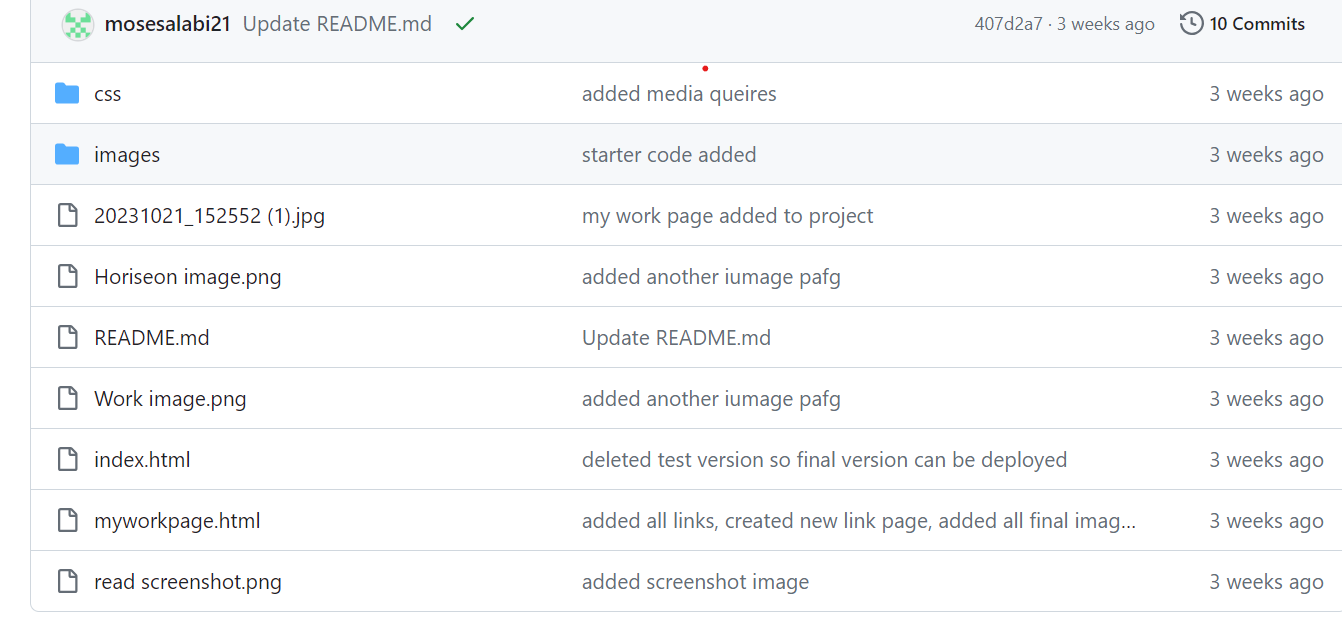 mosesalabi21 Update README.md 407d2a7 · 3 weeks ago 10 Commits
css added media queires 3 weeks ago
images starter code added 3 weeks ago
20231021_152552 (1).jpg my work page added to project 3 weeks ago
Horiseon image.png added another iumage pafg 3 weeks ago
README.md Update README.md 3 weeks ago
Work image.png added another iumage pafg 3 weeks ago
index.html deleted test version so final version can be deployed 3 weeks ago
myworkpage.html added all links, created new link page, added all final imag... 3 weeks ago
read screenshot.png added screenshot image 3 weeks ago